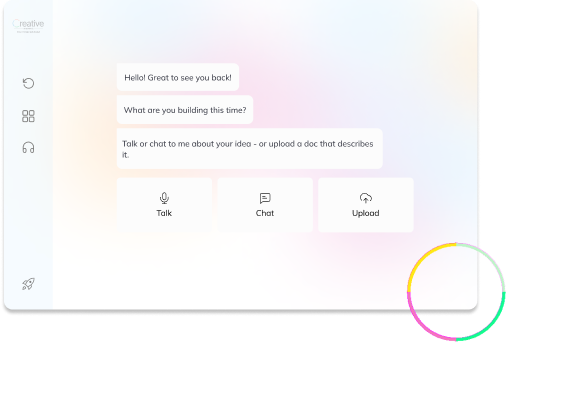 Creative
Hello! Great to see you back!
What are you building this time?
Talk or chat to me about your idea - or upload a doc that describes
it.
Talk
Chat
Upload